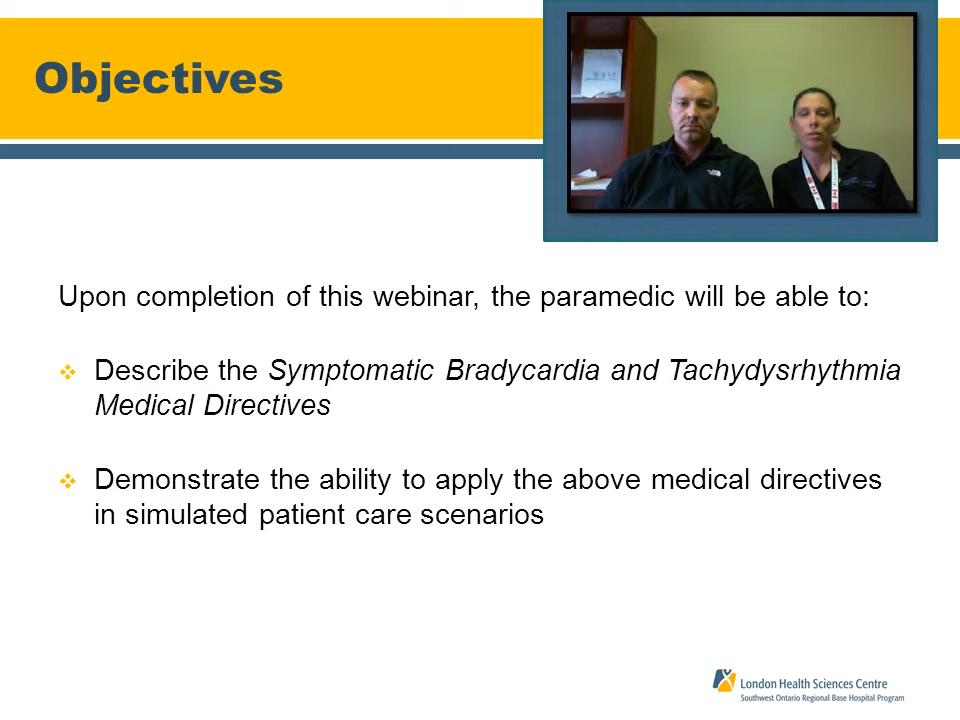 Objectives
Upon completion of this webinar, the paramedic will be able to:
Describe the Symptomatic Bradycardia and Tachydysrhythmia
Medical Directives
Demonstrate the ability to apply the above medical directives
in simulated patient care scenarios
London Health Sciences Centre
Southwest Ontario Regional Base Hospital Program